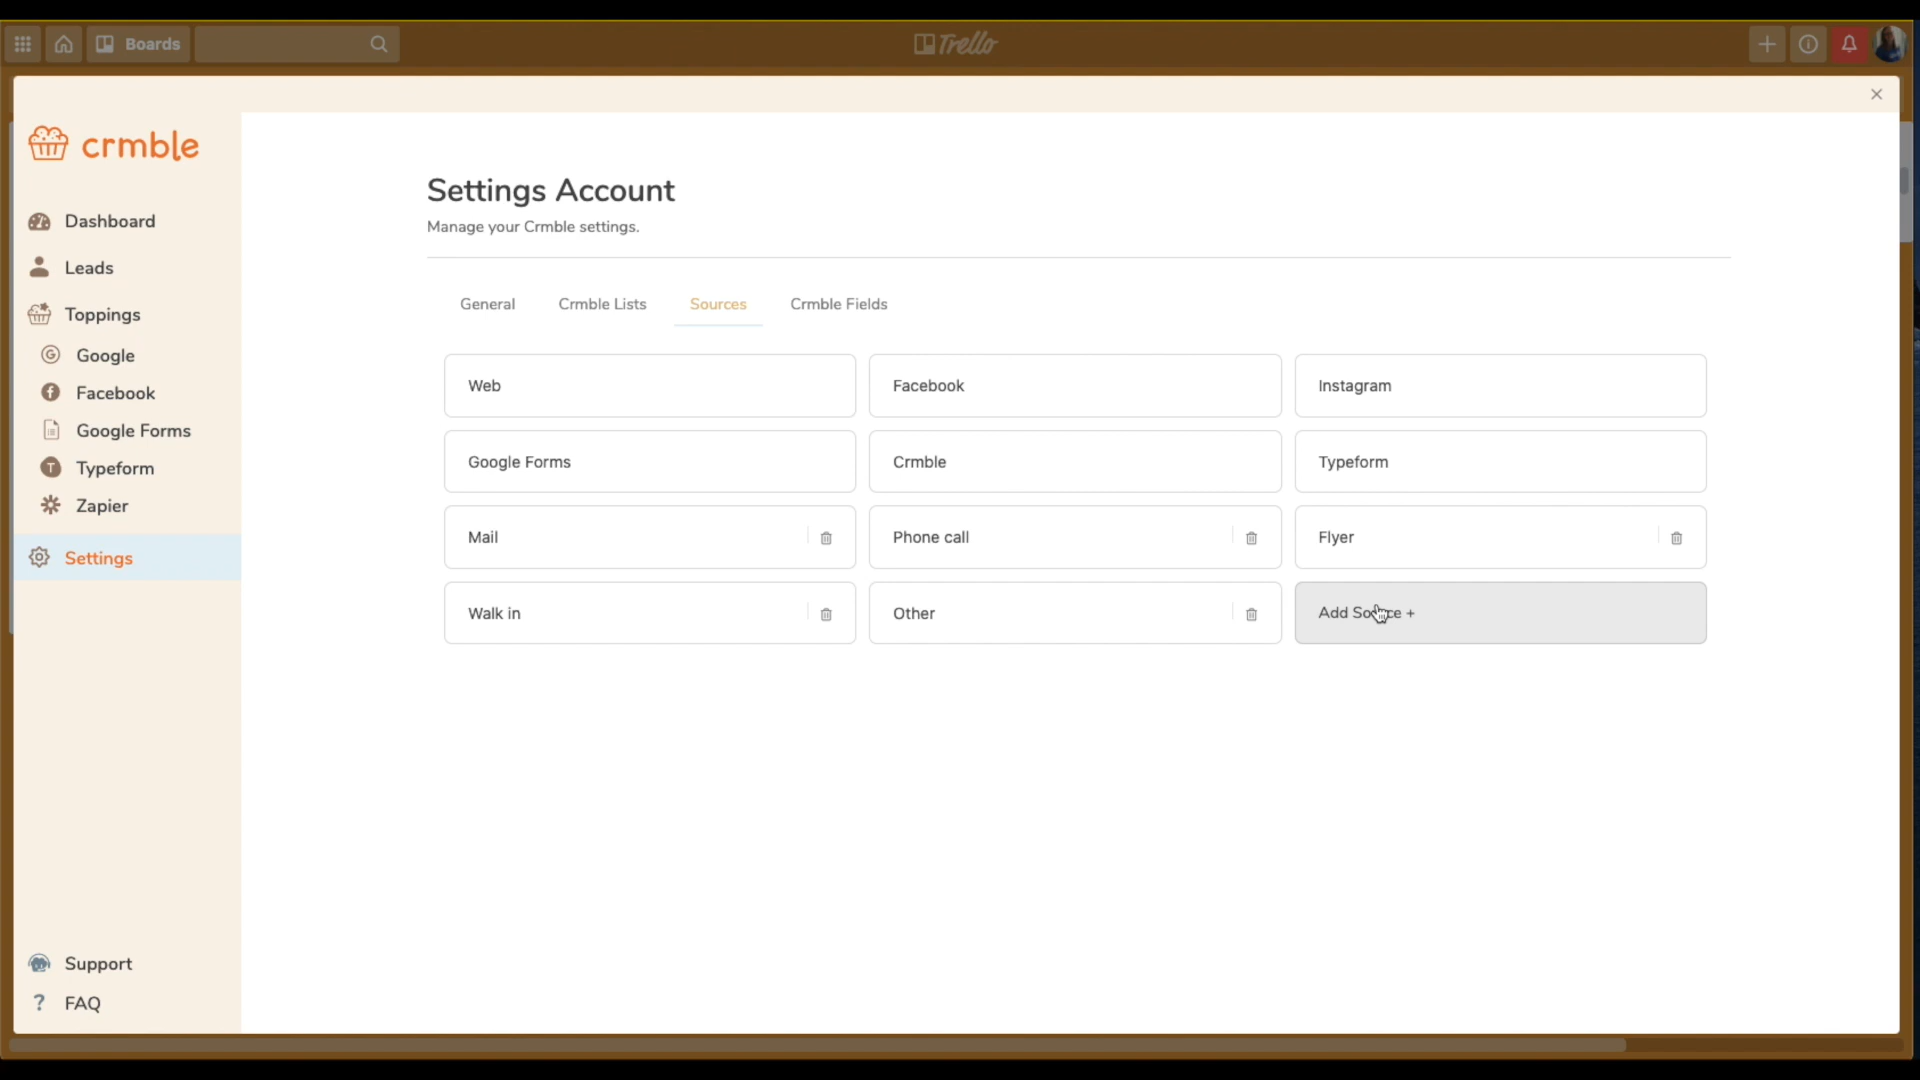 Boards
Trello
crmble
Dashboard
Leads
Toppings
Google
Facebook
Google Forms
Typeform
Zapier
Settings
Support
? FAQ
Settings Account
Manage your Crmble settings.
General Crmble Lists Sources Crmble Fields
Web Facebook Instagram
Google Forms Crmble Typeform
Mail Phone call Flyer
Walk in Other Add Source +